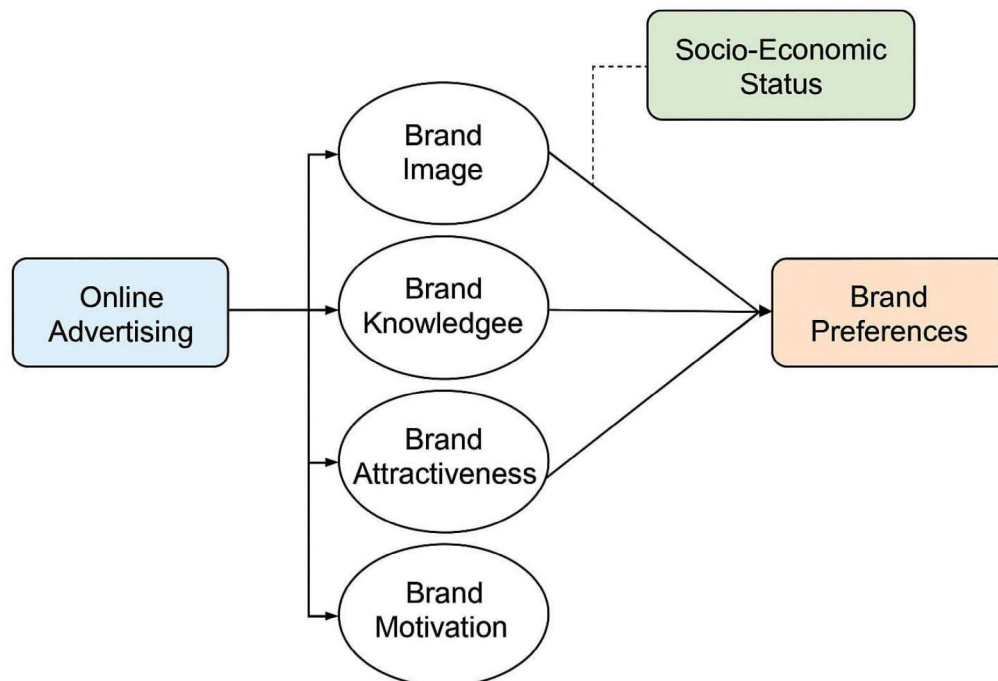 Socio-Economic
Status
Brand
Image
Online
Advertising
Brand
Knowledgee
Brand
Preferences
Brand
Attractiveness
Brand
Motivation